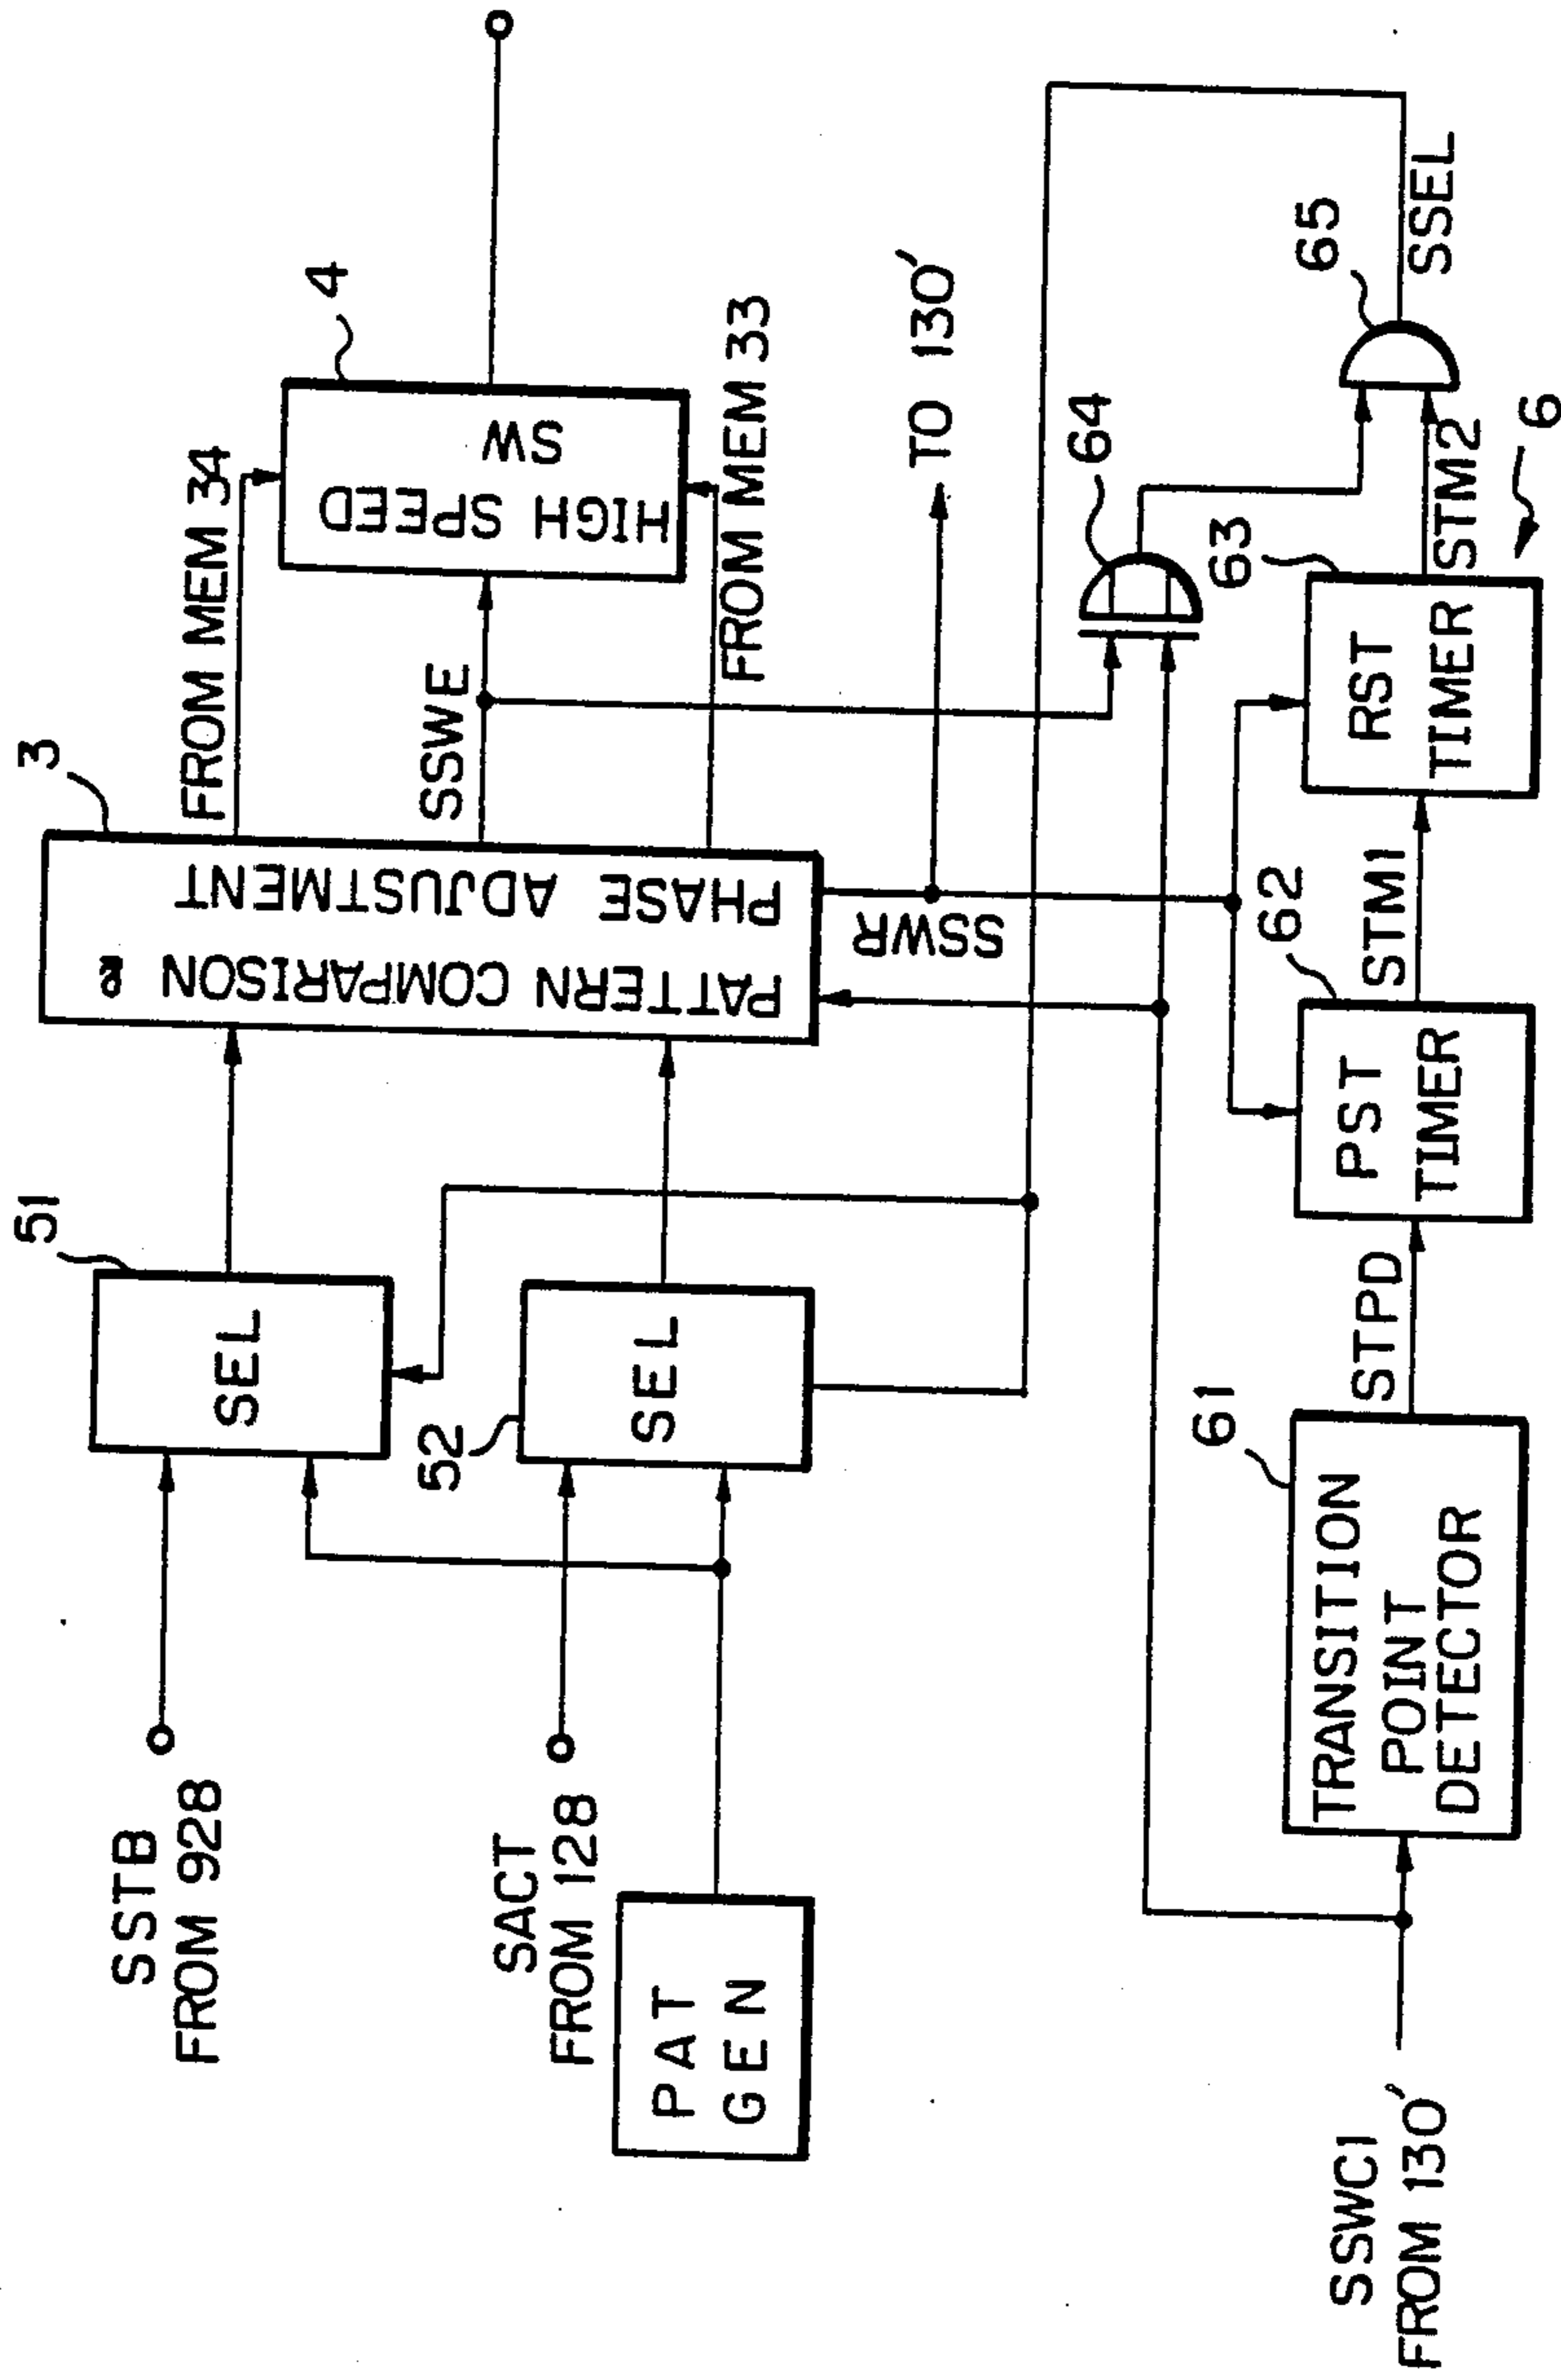 SSTB
FROM 928
SACT
FROM 128
PAT
GEN
51
SEL
52
SEL
3
PATTERN COMPARISON &
PHASE ADJUSTMENT
FROM MEM 34
SSWE
FROM MEM 33
4
HIGH SPEED
SW
SSWR
TO 130'
SSWCI
FROM 130'
61
TRANSITION
POINT
DETECTOR
STPD
62
PST
TIMER
STM1
63
RST
TIMER
STM2
64
65
SSEL
6